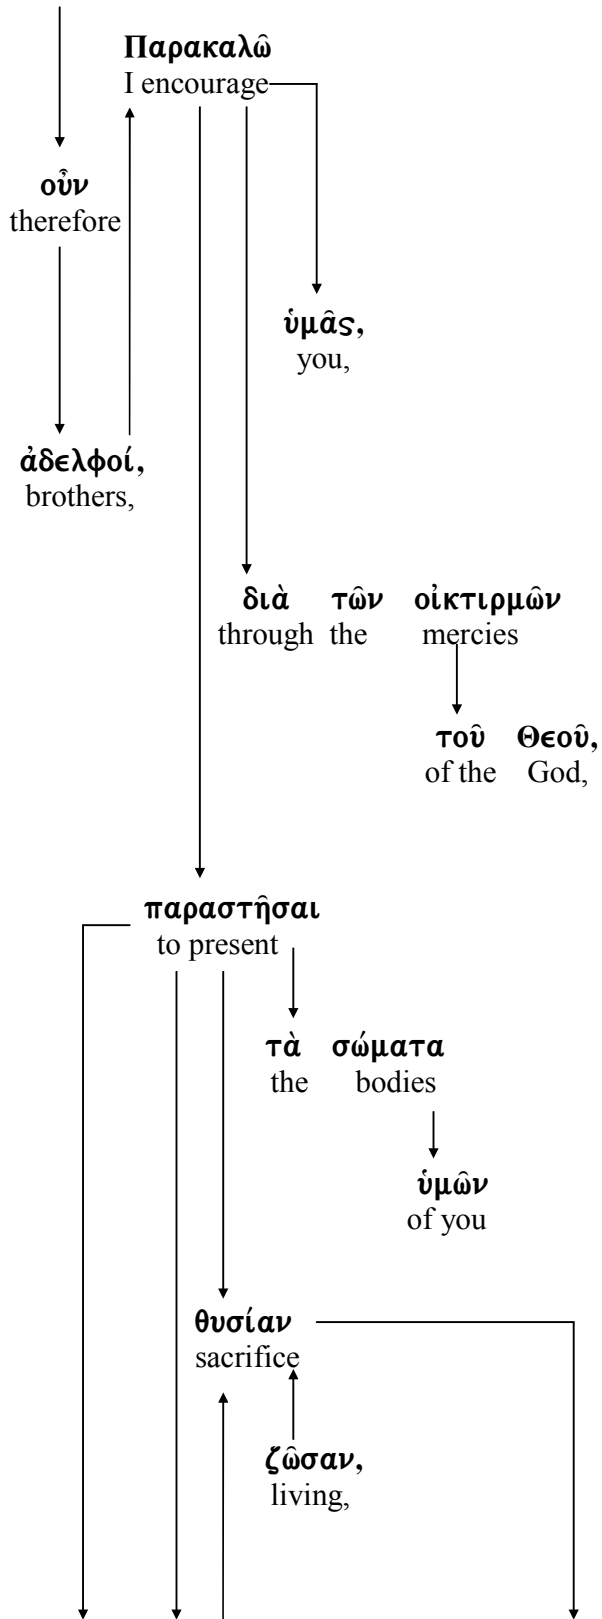 Παρακαλῶ
I encourage
οὖν
therefore
ὑμᾶς,
you,
ἀδελφοί,
brothers,
διὰ τῶν οἰκτιρμῶν
through the mercies
τοῦ Θεοῦ,
of the God,
παραστῆσαι
to present
τὰ σώματα
the bodies
ὑμῶν
of you
θυσίαν
sacrifice
ζῶσαν,
living,